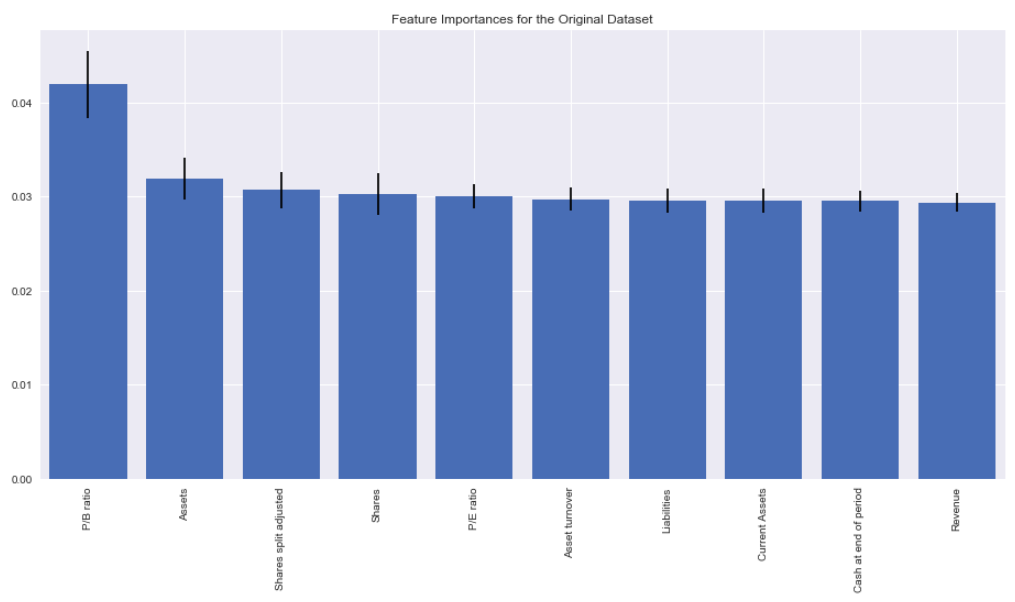 Feature Importances for the Original Dataset
0.04
0.03
0.02
0.01
0.00
P/B ratio
Assets
Shares split adjusted
Shares
P/E ratio
Asset turnover
Liabilities
Current Assets
Cash at end of period
Revenue